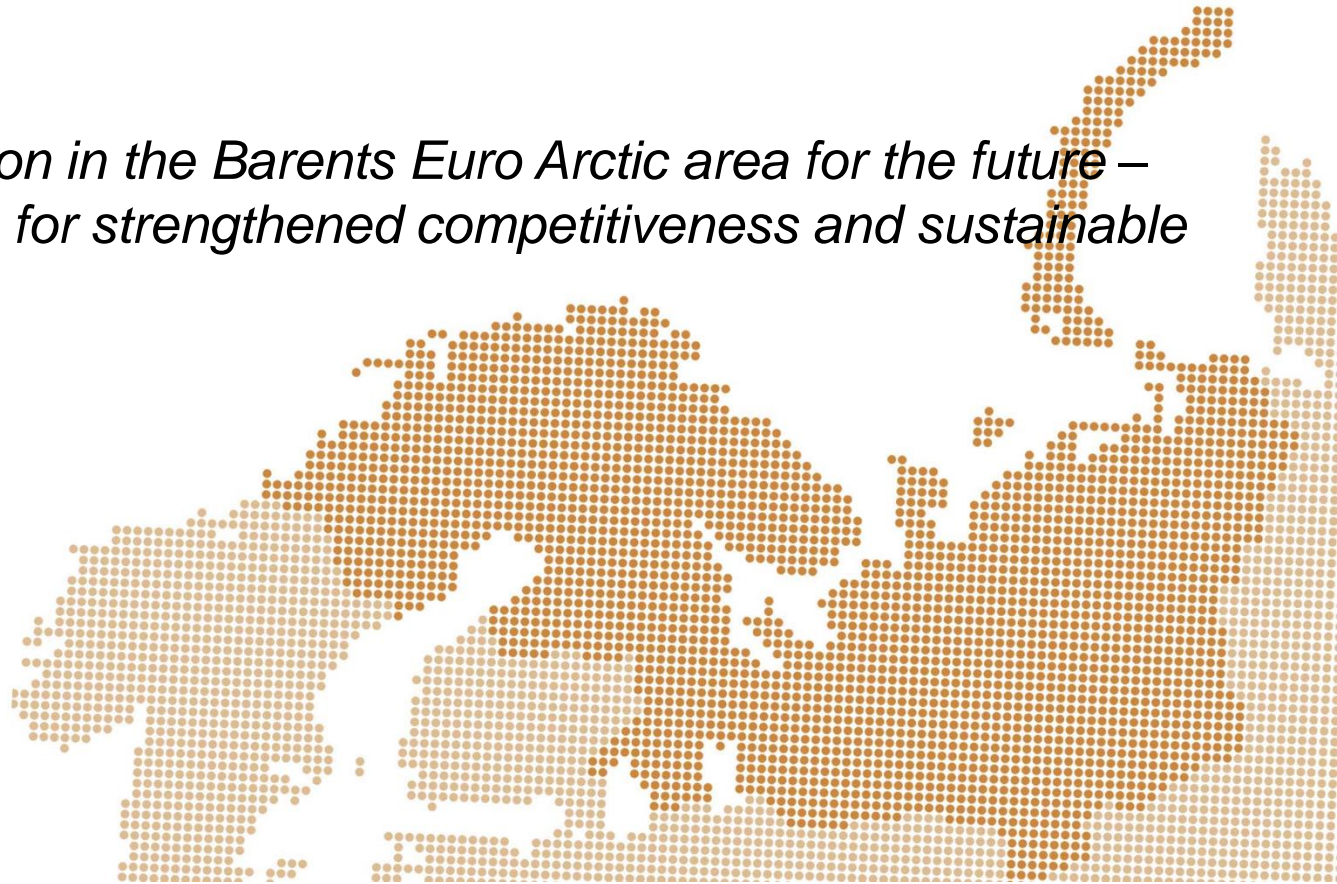 on in the Barents Euro Arctic area for the future –
for strengthened competitiveness and sustainable